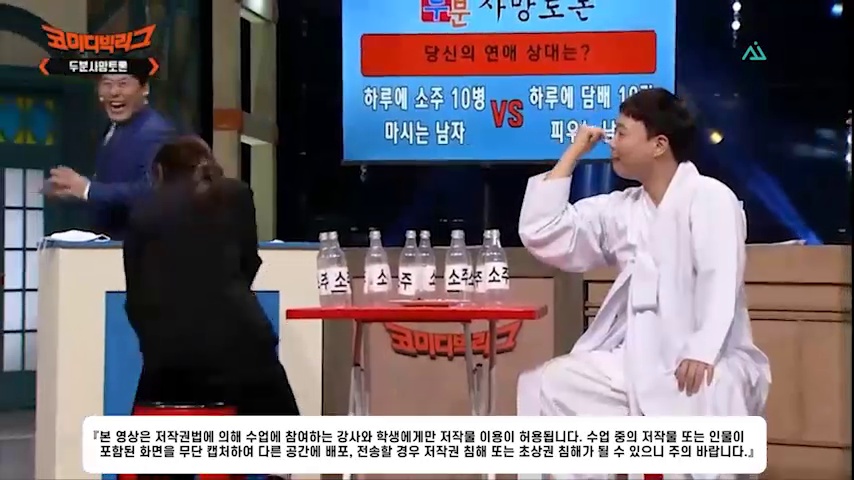 코미디빅리그
두분사망토론
두분 사망토론
당신의 연애 상대는?
하루에 소주 10병
마시는 남자
VS
하루에 담배
피우는
소주
소
소
주
소주
소주
코미디빅리그
『본 영상은 저작권법에 의해 수업에 참여하는 강사와 학생에게만 저작물 이용이 허용됩니다. 수업 중의 저작물 또는 인물이
포함된 화면을 무단 캡처하여 다른 공간에 배포, 전송할 경우 저작권 침해 또는 초상권 침해가 될 수 있으니 주의 바랍니다.』